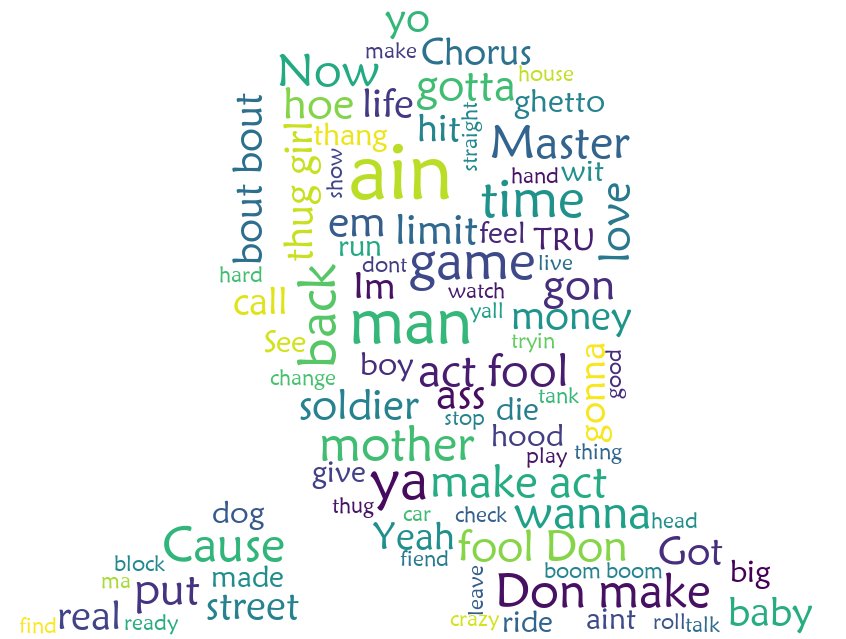 yo
make
Chorus
Now
house
gotta
hoe
life
ghetto
bout bout
thug girl
thang
hit
straight
Master
show
ain
hand
wit
time
love
em
limit
feel
TRU
run
game
live
dont
hard
back
Im
watch
gon
call
man
yall
money
See
tryin
boy
act fool
gonna
good
change
ass
tank
soldier
stop
die
mother
hood
play
thing
give
ya
make act
thug
car
check
wanna
head
dog
Cause
Yeah
fool Don
Got
fiend
block
ma
put
made
boom boom
big
leave
Don make
find
real
ready
street
crazy
ride
aint
roll
talk
baby